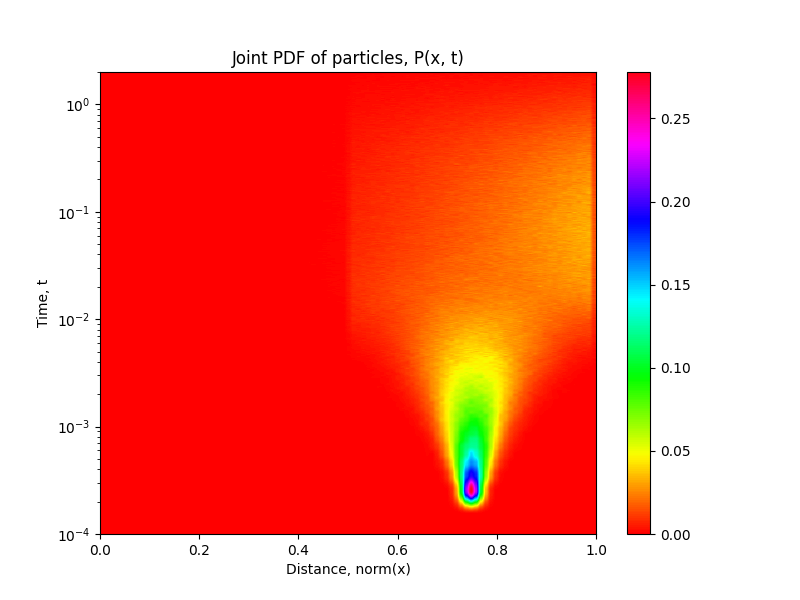 Joint PDF of particles, P(x, t)
Time, t
10⁰
10⁻¹
10⁻²
10⁻³
10⁻⁴
0.0 0.2 0.4 0.6 0.8 1.0
Distance, norm(x)
0.25
0.20
0.15
0.10
0.05
0.00